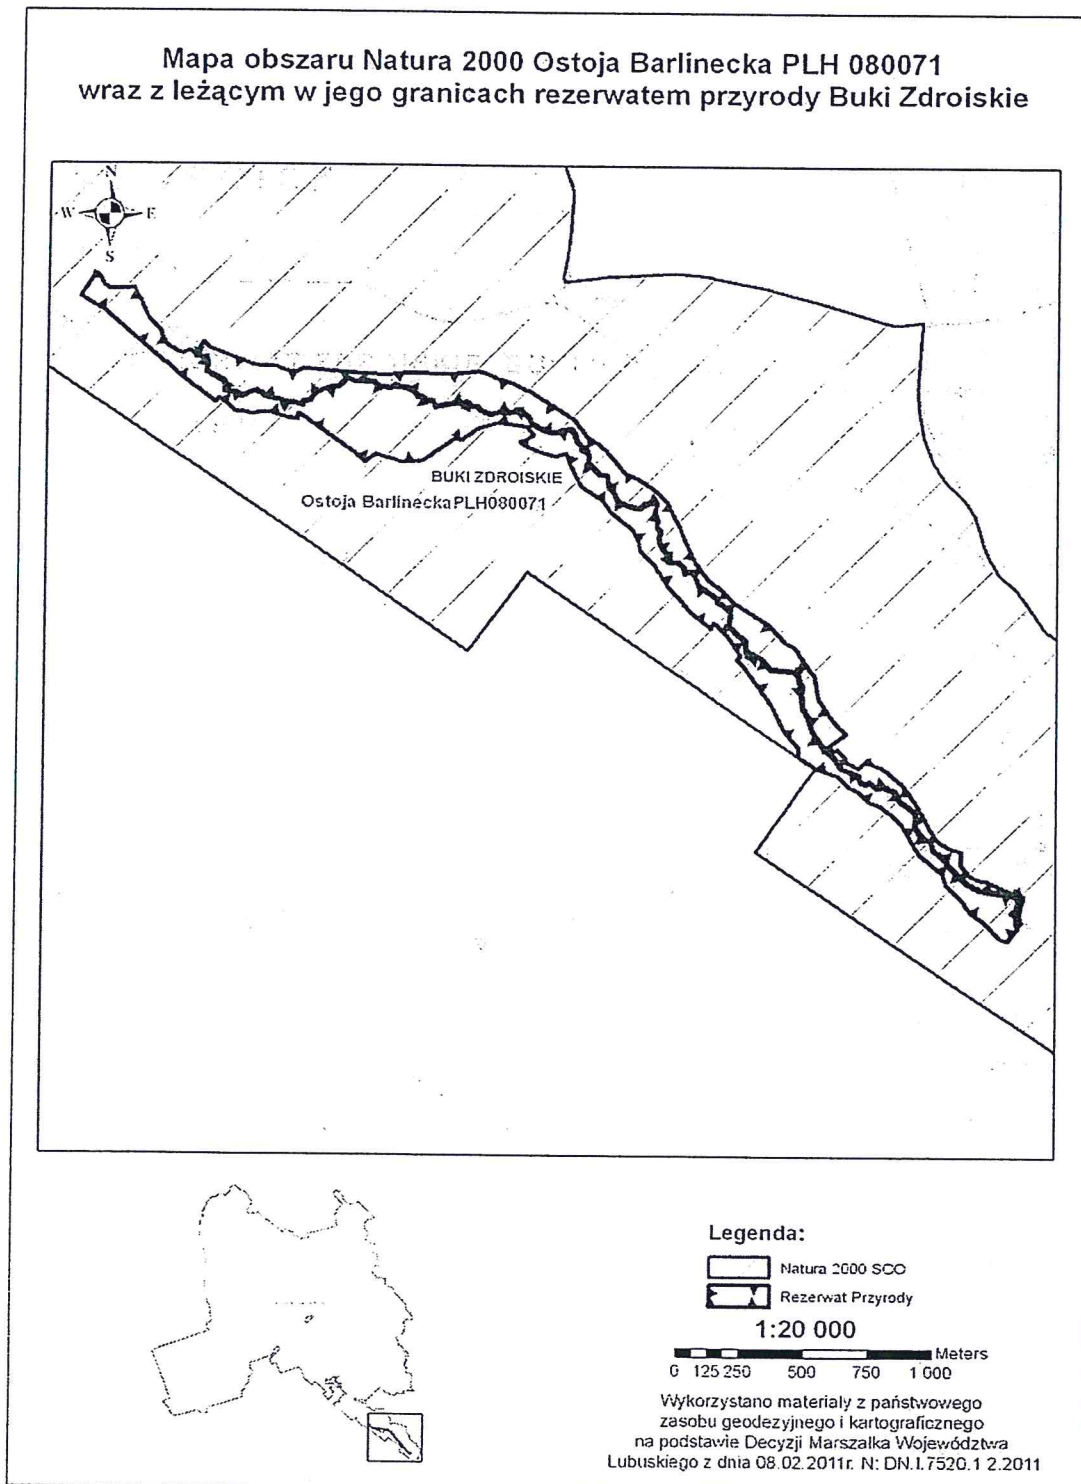 Mapa obszaru Natura 2000 Ostoja Barlinecka PLH 080071
wraz z leżącym w jego granicach rezerwatem przyrody Buki Zdroiskie
N
W E
S
BUKI ZDROISKIE
Ostoja Barlinecka PLH080071
Legenda:
Natura 2000 SOO
Rezerwat Przyrody
1:20 000
Meters
0 125 250 500 750 1 000
Wykorzystano materiały z państwowego
zasobu geodezyjnego i kartograficznego
na podstawie Decyzji Marszałka Województwa
Lubuskiego z dnia 08.02.2011r. N: DN.I.7520.1 2.2011